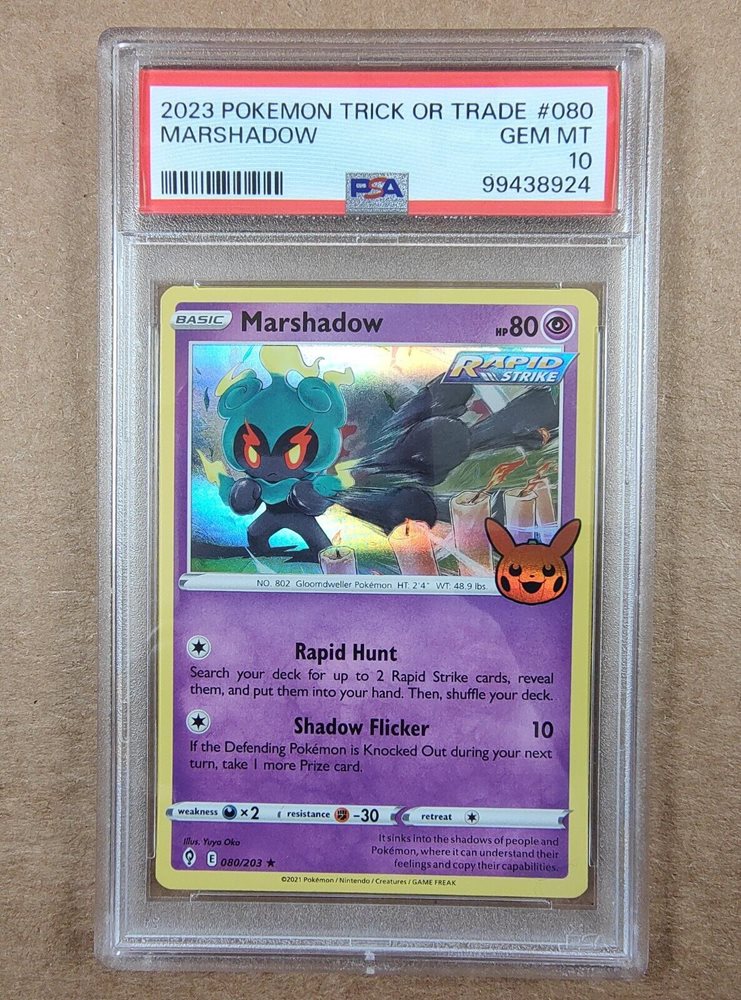 2023 POKEMON TRICK OR TRADE #080
MARSHADOW GEM MT
10
PSA 99438924
BASIC Marshadow HP 80
RAPID
STRIKE
NO. 802 Gloomdweller Pokémon HT: 2'4" WT: 48.9 lbs.
Rapid Hunt
Search your deck for up to 2 Rapid Strike cards, reveal
them, and put them into your hand. Then, shuffle your deck.
Shadow Flicker 10
If the Defending Pokémon is Knocked Out during your next
turn, take 1 more Prize card.
weakness ×2 resistance -30 retreat
Illus. Yuya Oka
E 080/203 ★
It sinks into the shadows of people and
Pokémon, where it can understand their
feelings and copy their capabilities.
©2021 Pokémon / Nintendo / Creatures / GAME FREAK